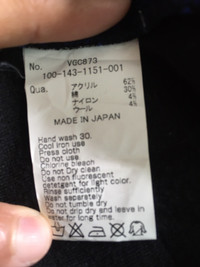 No. VGC873
100-143-1151-001
Qua. アクリル 62%
綿 30%
ナイロン 4%
ウール 4%
MADE IN JAPAN
Hand wash 30.
Cool iron use
Press cloth
Do not use
Chlorine bleach
Do not Dry clean
Use non fluorescent
detetgant for light color.
Rinse sufficiently
Wash separately
Do not tumble dry
Do not drip dry and leave in
water for long time.